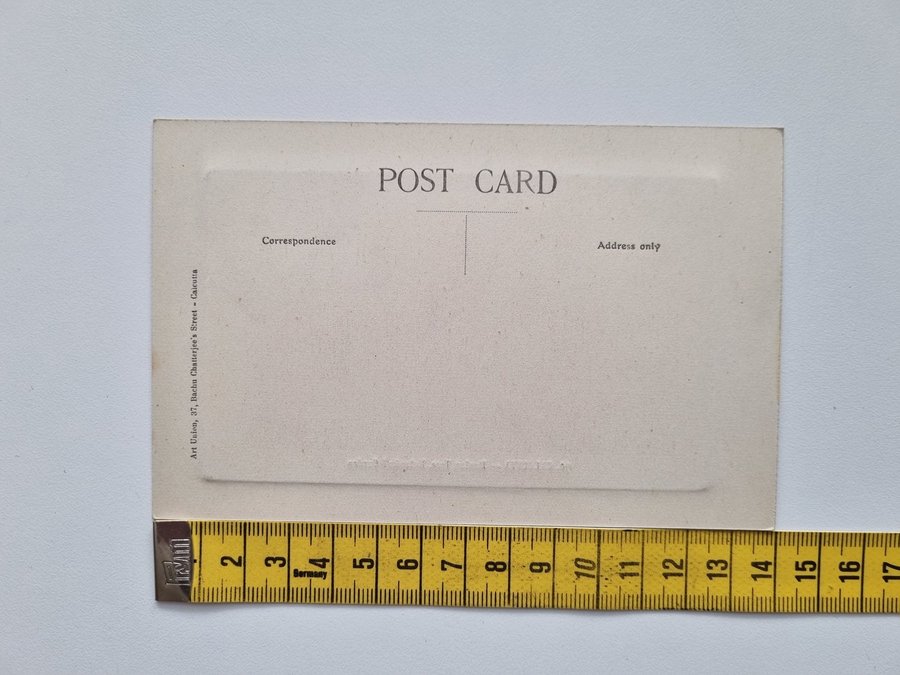 POST CARD
Correspondence
Address only
Art Union, 37, Bachu Chatterjee's Street - Calcutta
2 3 4 5 6 7 8 9 10 11 12 13 14 15 16 17
Germany